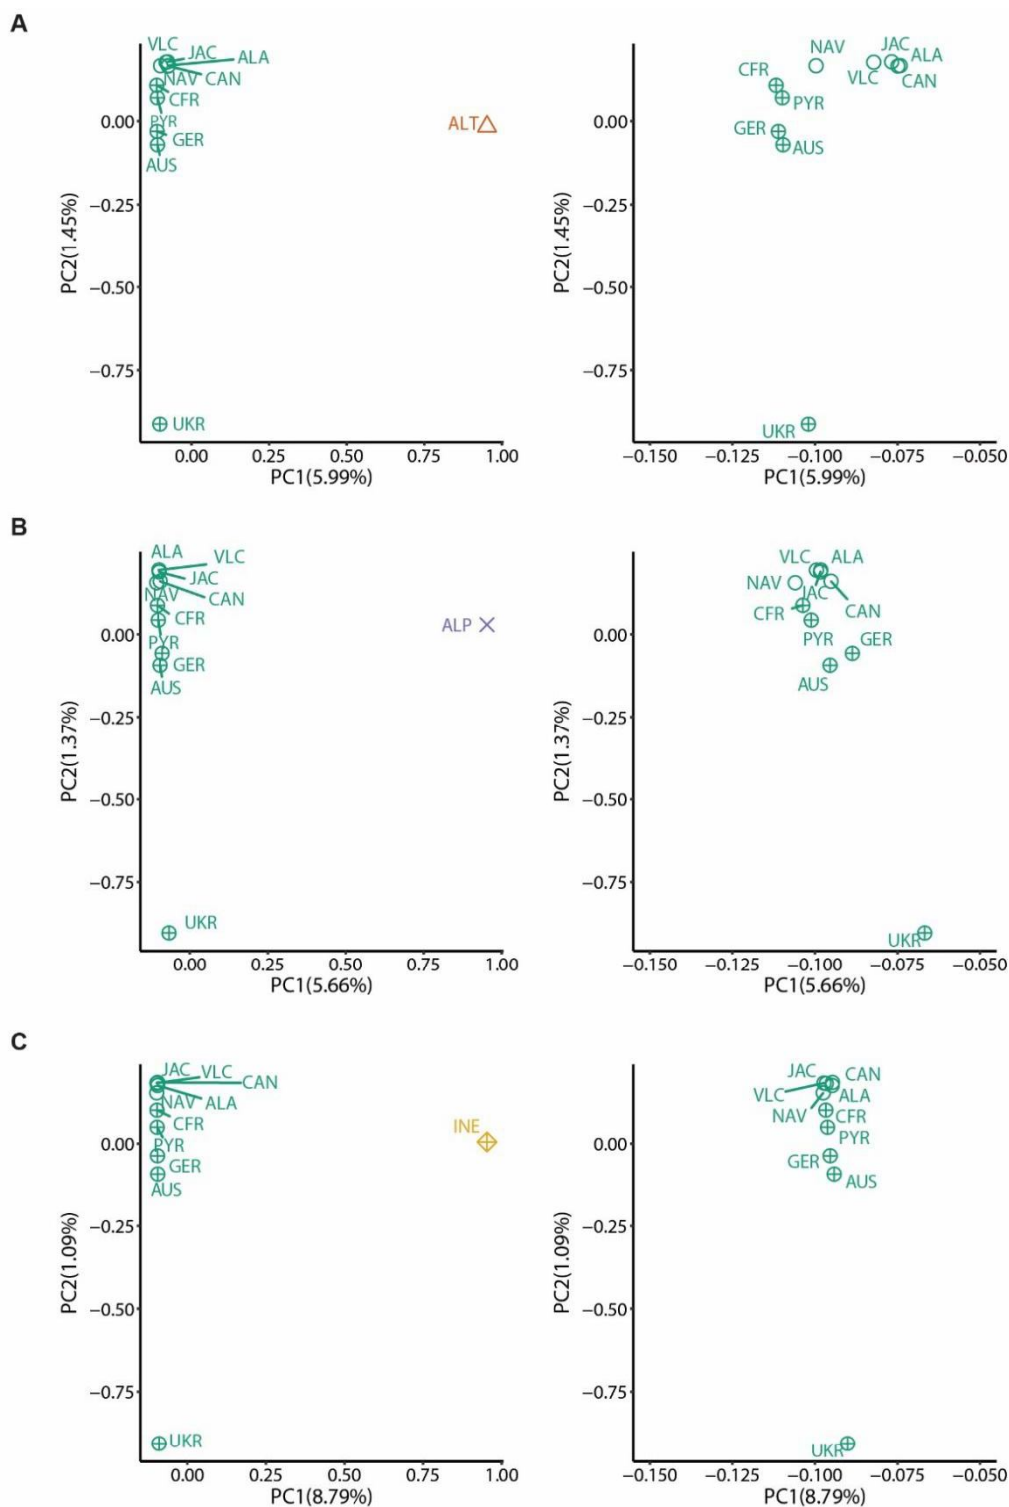 A
VLC
JAC
ALA
NAV
CAN
CFR
PYR
GER
AUS
ALT
UKR
0.00
−0.25
−0.50
−0.75
PC2(1.45%)
0.00
0.25
0.50
0.75
1.00
PC1(5.99%)
NAV
JAC
ALA
VLC
CAN
CFR
PYR
GER
AUS
UKR
0.00
−0.25
−0.50
−0.75
PC2(1.45%)
−0.150
−0.125
−0.100
−0.075
−0.050
PC1(5.99%)
B
ALA
VLC
JAC
CAN
NAV
CFR
PYR
GER
AUS
ALP
UKR
0.00
−0.25
−0.50
−0.75
PC2(1.37%)
0.00
0.25
0.50
0.75
1.00
PC1(5.66%)
VLC
ALA
NAV
JAC
CAN
CFR
PYR
GER
AUS
UKR
0.00
−0.25
−0.50
−0.75
PC2(1.37%)
−0.150
−0.125
−0.100
−0.075
−0.050
PC1(5.66%)
C
JAC
VLC
CAN
NAV
ALA
CFR
PYR
GER
AUS
INE
UKR
0.00
−0.25
−0.50
−0.75
PC2(1.09%)
0.00
0.25
0.50
0.75
1.00
PC1(8.79%)
JAC
CAN
VLC
ALA
NAV
CFR
PYR
GER
AUS
UKR
0.00
−0.25
−0.50
−0.75
PC2(1.09%)
−0.150
−0.125
−0.100
−0.075
−0.050
PC1(8.79%)